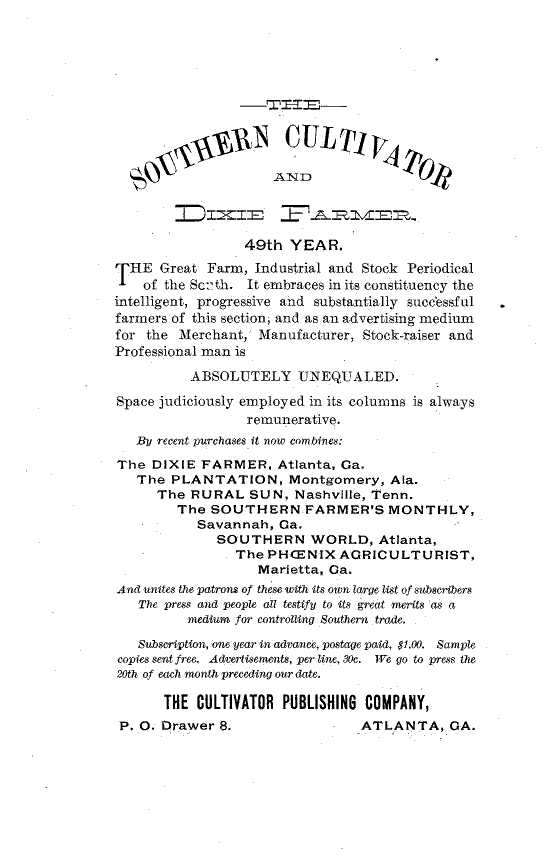 THE
SOUTHERN CULTIVATOR
AND
DIXIE FARMER.
49th YEAR.
THE Great Farm, Industrial and Stock Periodical
of the South. It embraces in its constituency the
intelligent, progressive and substantially successful
farmers of this section; and as an advertising medium
for the Merchant, Manufacturer, Stock-raiser and
Professional man is
ABSOLUTELY UNEQUALED.
Space judiciously employed in its columns is always
remunerative.
By recent purchases it now combines:
The DIXIE FARMER, Atlanta, Ga.
The PLANTATION, Montgomery, Ala.
The RURAL SUN, Nashville, Tenn.
The SOUTHERN FARMER'S MONTHLY,
Savannah, Ga.
SOUTHERN WORLD, Atlanta,
The PHŒNIX AGRICULTURIST,
Marietta, Ga.
And unites the patrons of these with its own large list of subscribers
The press and people all testify to its great merits as a
medium for controlling Southern trade.
Subscription, one year in advance, postage paid, $1.00. Sample
copies sent free. Advertisements, per line, 30c. We go to press the
20th of each month preceding our date.
THE CULTIVATOR PUBLISHING COMPANY,
P. O. Drawer 8. ATLANTA, GA.